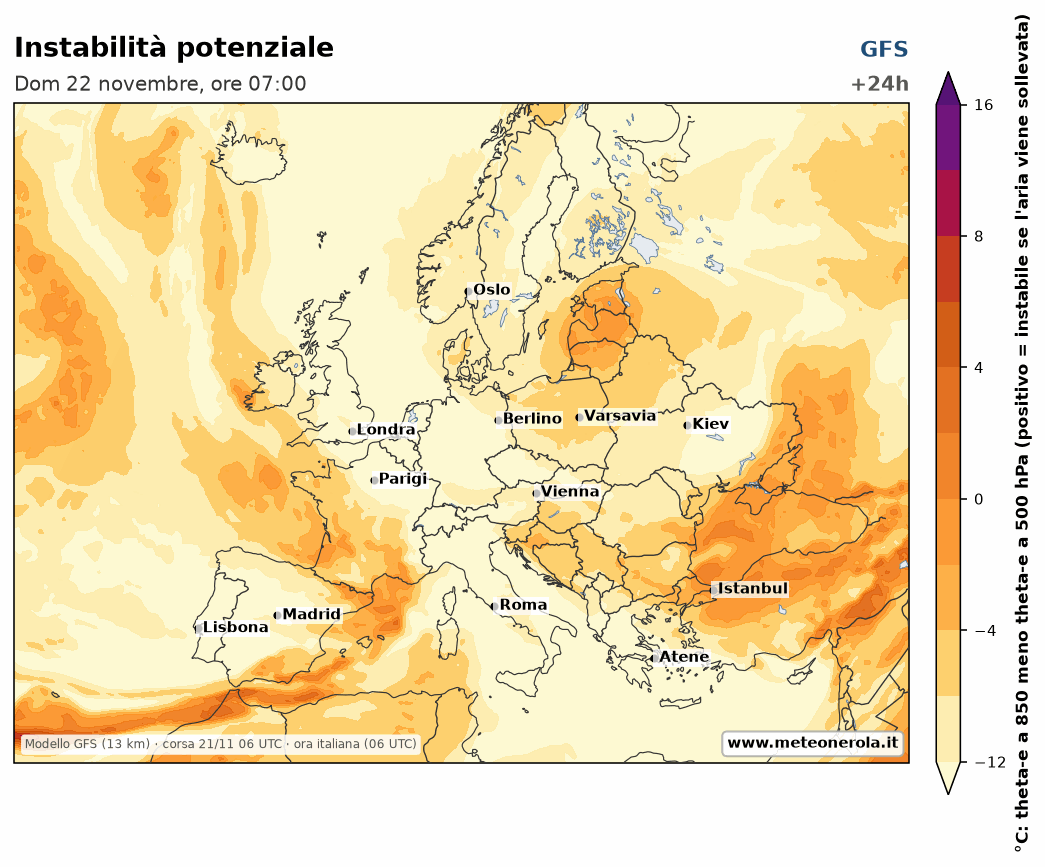 Instabilità potenziale
GFS
Dom 22 novembre, ore 07:00
+24h
Oslo
Londra
Berlino
Varsavia
Kiev
Parigi
Vienna
Istanbul
Madrid
Roma
Lisbona
Atene
Modello GFS (13 km) · corsa 21/11 06 UTC · ora italiana (06 UTC)
www.meteonerola.it
16
8
4
0
−4
−12
°C: theta-e a 850 meno theta-e a 500 hPa (positivo = instabile se l'aria viene sollevata)